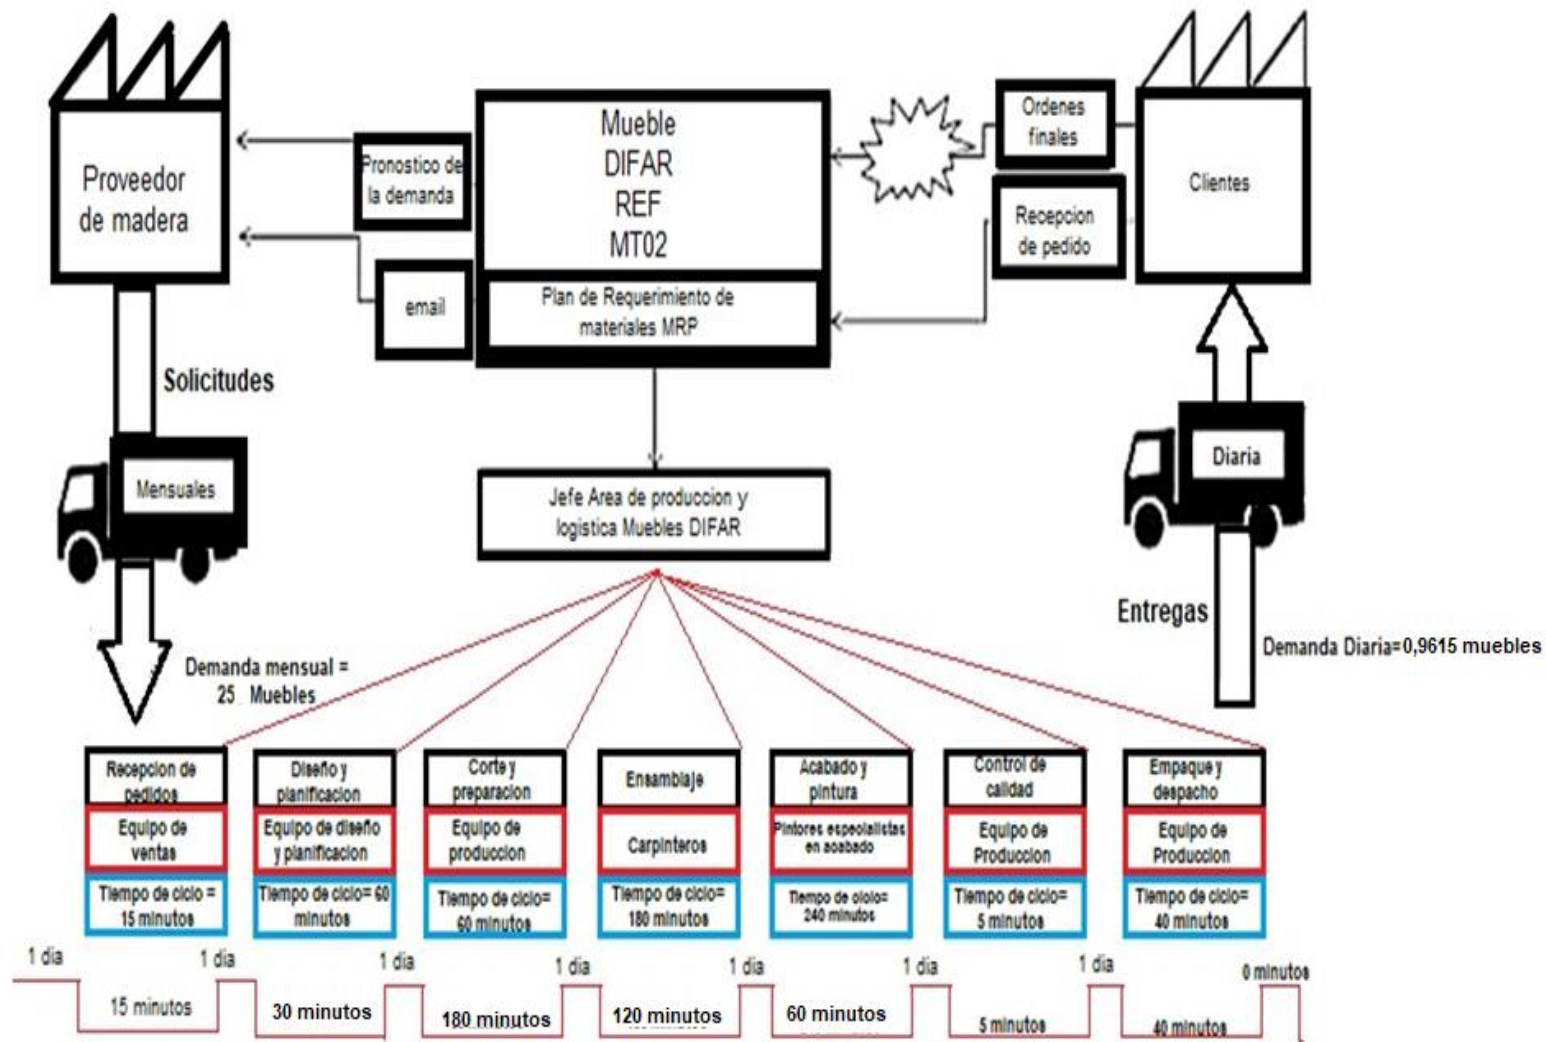 Proveedor
de madera
Pronostico de
la demanda
email
Mueble
DIFAR
REF
MT02
Plan de Requerimiento de
materiales MRP
Ordenes
finales
Recepcion
de pedido
Clientes
Solicitudes
Mensuales
Jefe Area de produccion y
logistica Muebles DIFAR
Diaria
Entregas
Demanda Diaria=0,9615 muebles
Demanda mensual =
25 Muebles
Recepcion de
pedidos
Equipo de
ventas
Tiempo de ciclo =
15 minutos
Diseño y
planificacion
Equipo de diseño
y planificacion
Tiempo de ciclo= 60
minutos
Corte y
preparacion
Equipo de
produccion
Tiempo de ciclo=
60 minutos
Ensamblaje
Carpinteros
Tiempo de ciclo=
180 minutos
Acabado y
pintura
Pintores especialistas
en acabado
Tiempo de ciclo=
240 minutos
Control de
calidad
Equipo de
Produccion
Tiempo de ciclo=
5 minutos
Empaque y
despacho
Equipo de
Produccion
Tiempo de ciclo=
40 minutos
1 dia
1 dia
1 dia
1 dia
1 dia
1 dia
1 dia
0 minutos
15 minutos
30 minutos
180 minutos
120 minutos
60 minutos
5 minutos
40 minutos